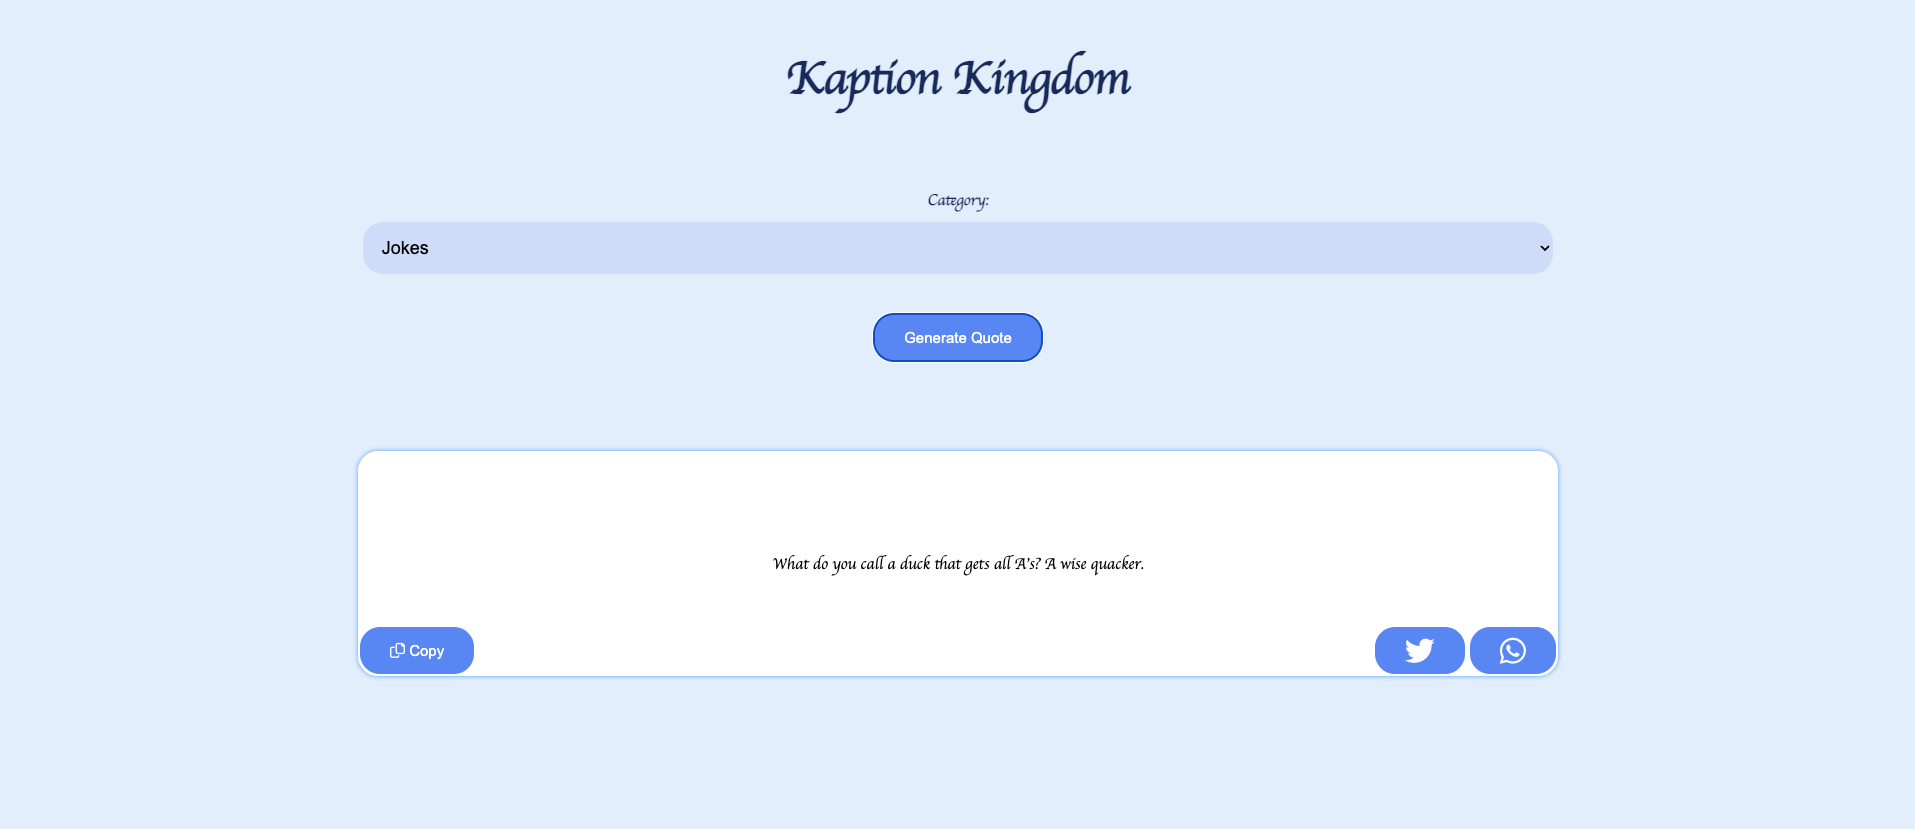 Kaption Kingdom
Category:
Jokes
Generate Quote
What do you call a duck that gets all A's? A wise quacker.
Copy